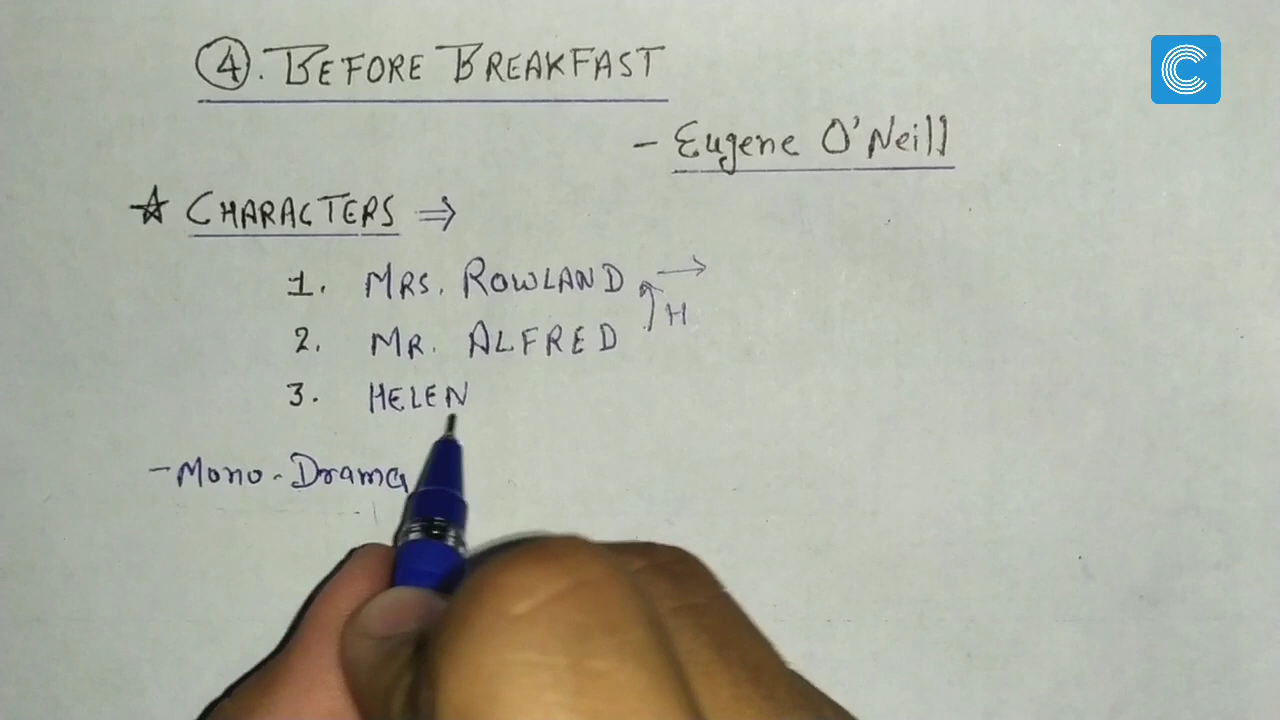 4. BEFORE BREAKFAST
- Eugene O'Neill
☆ CHARACTERS ⇒
1. MRS. ROWLAND →
H
2. MR. ALFRED
3. HELEN
- Mono-Drama